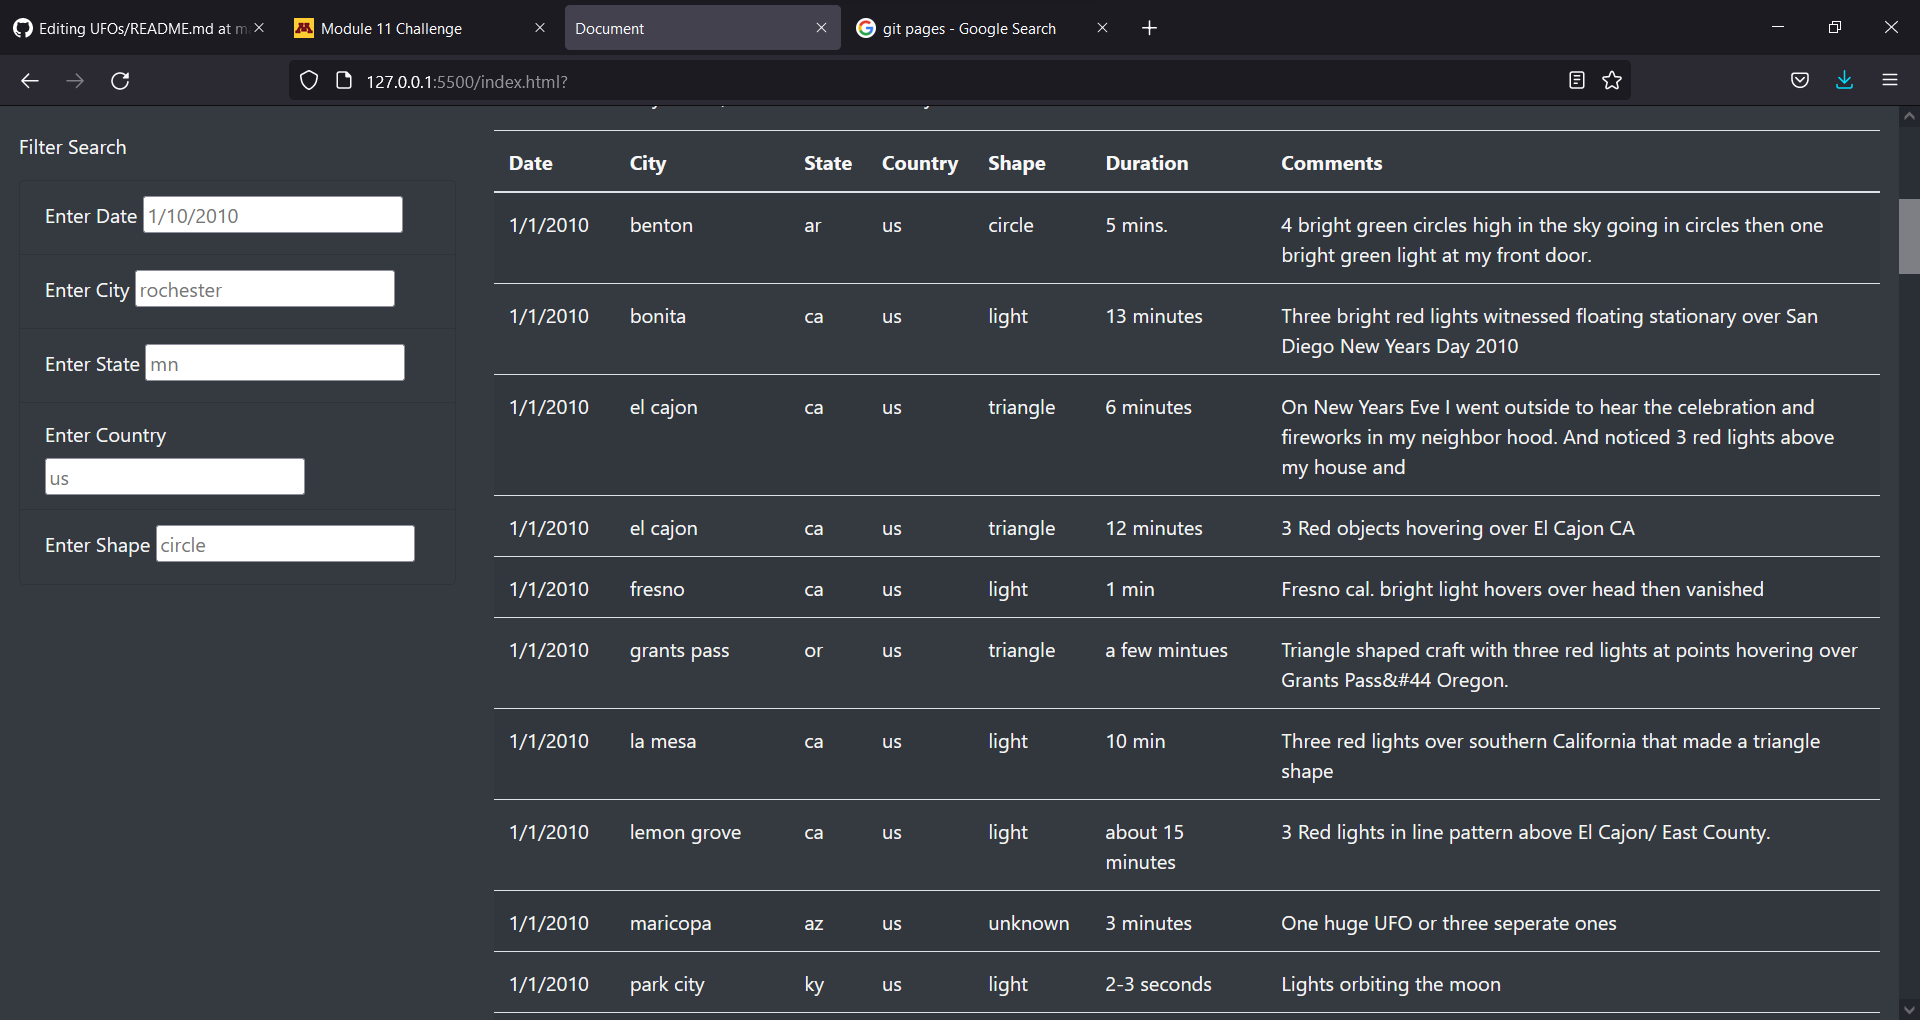 Editing UFOs/README.md at m
Module 11 Challenge
Document
git pages - Google Search
127.0.0.1:5500/index.html?
Filter Search
Enter Date 1/10/2010
Enter City rochester
Enter State mn
Enter Country
us
Enter Shape circle
Date City State Country Shape Duration Comments
1/1/2010 benton ar us circle 5 mins. 4 bright green circles high in the sky going in circles then one
bright green light at my front door.
1/1/2010 bonita ca us light 13 minutes Three bright red lights witnessed floating stationary over San
Diego New Years Day 2010
1/1/2010 el cajon ca us triangle 6 minutes On New Years Eve I went outside to hear the celebration and
fireworks in my neighbor hood. And noticed 3 red lights above
my house and
1/1/2010 el cajon ca us triangle 12 minutes 3 Red objects hovering over El Cajon CA
1/1/2010 fresno ca us light 1 min Fresno cal. bright light hovers over head then vanished
1/1/2010 grants pass or us triangle a few mintues Triangle shaped craft with three red lights at points hovering over
Grants Pass&#44 Oregon.
1/1/2010 la mesa ca us light 10 min Three red lights over southern California that made a triangle
shape
1/1/2010 lemon grove ca us light about 15 3 Red lights in line pattern above El Cajon/ East County.
minutes
1/1/2010 maricopa az us unknown 3 minutes One huge UFO or three seperate ones
1/1/2010 park city ky us light 2-3 seconds Lights orbiting the moon